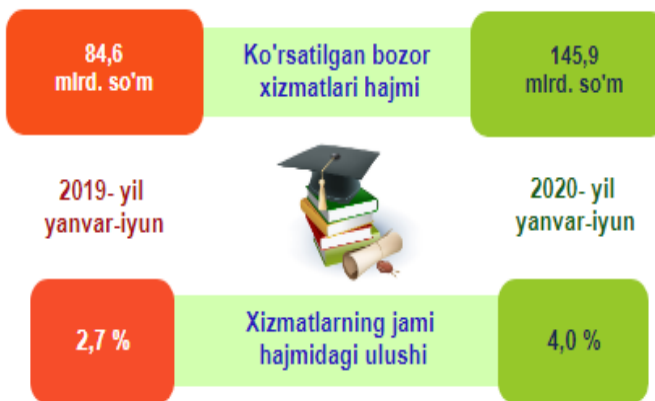 84,6
mlrd. so'm
Ko'rsatilgan bozor
xizmatlari hajmi
145,9
mlrd. so'm
2019- yil
yanvar-iyun
2020- yil
yanvar-iyun
2,7 %
Xizmatlarning jami
hajmidagi ulushi
4,0 %